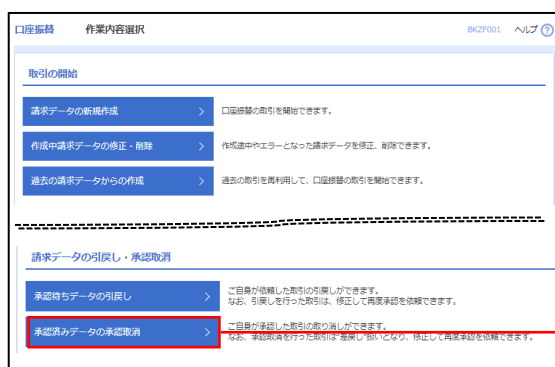 口座振替 作業内容選択 BKZF001 ヘルプ ?
取引の開始
請求データの新規作成 > 口座振替の取引を開始できます。
作成中請求データの修正・削除 > 作成途中やエラーとなった請求データを修正、削除できます。
過去の請求データからの作成 > 過去の取引を再利用して、口座振替の取引を開始できます。
請求データの引戻し・承認取消
承認待ちデータの引戻し > ご自身が依頼した取引の引戻しができます。
なお、引戻しを行った取引は、修正して再度承認を依頼できます。
承認済みデータの承認取消 > ご自身が承認した取引の取り消しができます。
なお、承認取消を行った取引は"差戻し"扱いとなり、修正して再度承認を依頼できます。